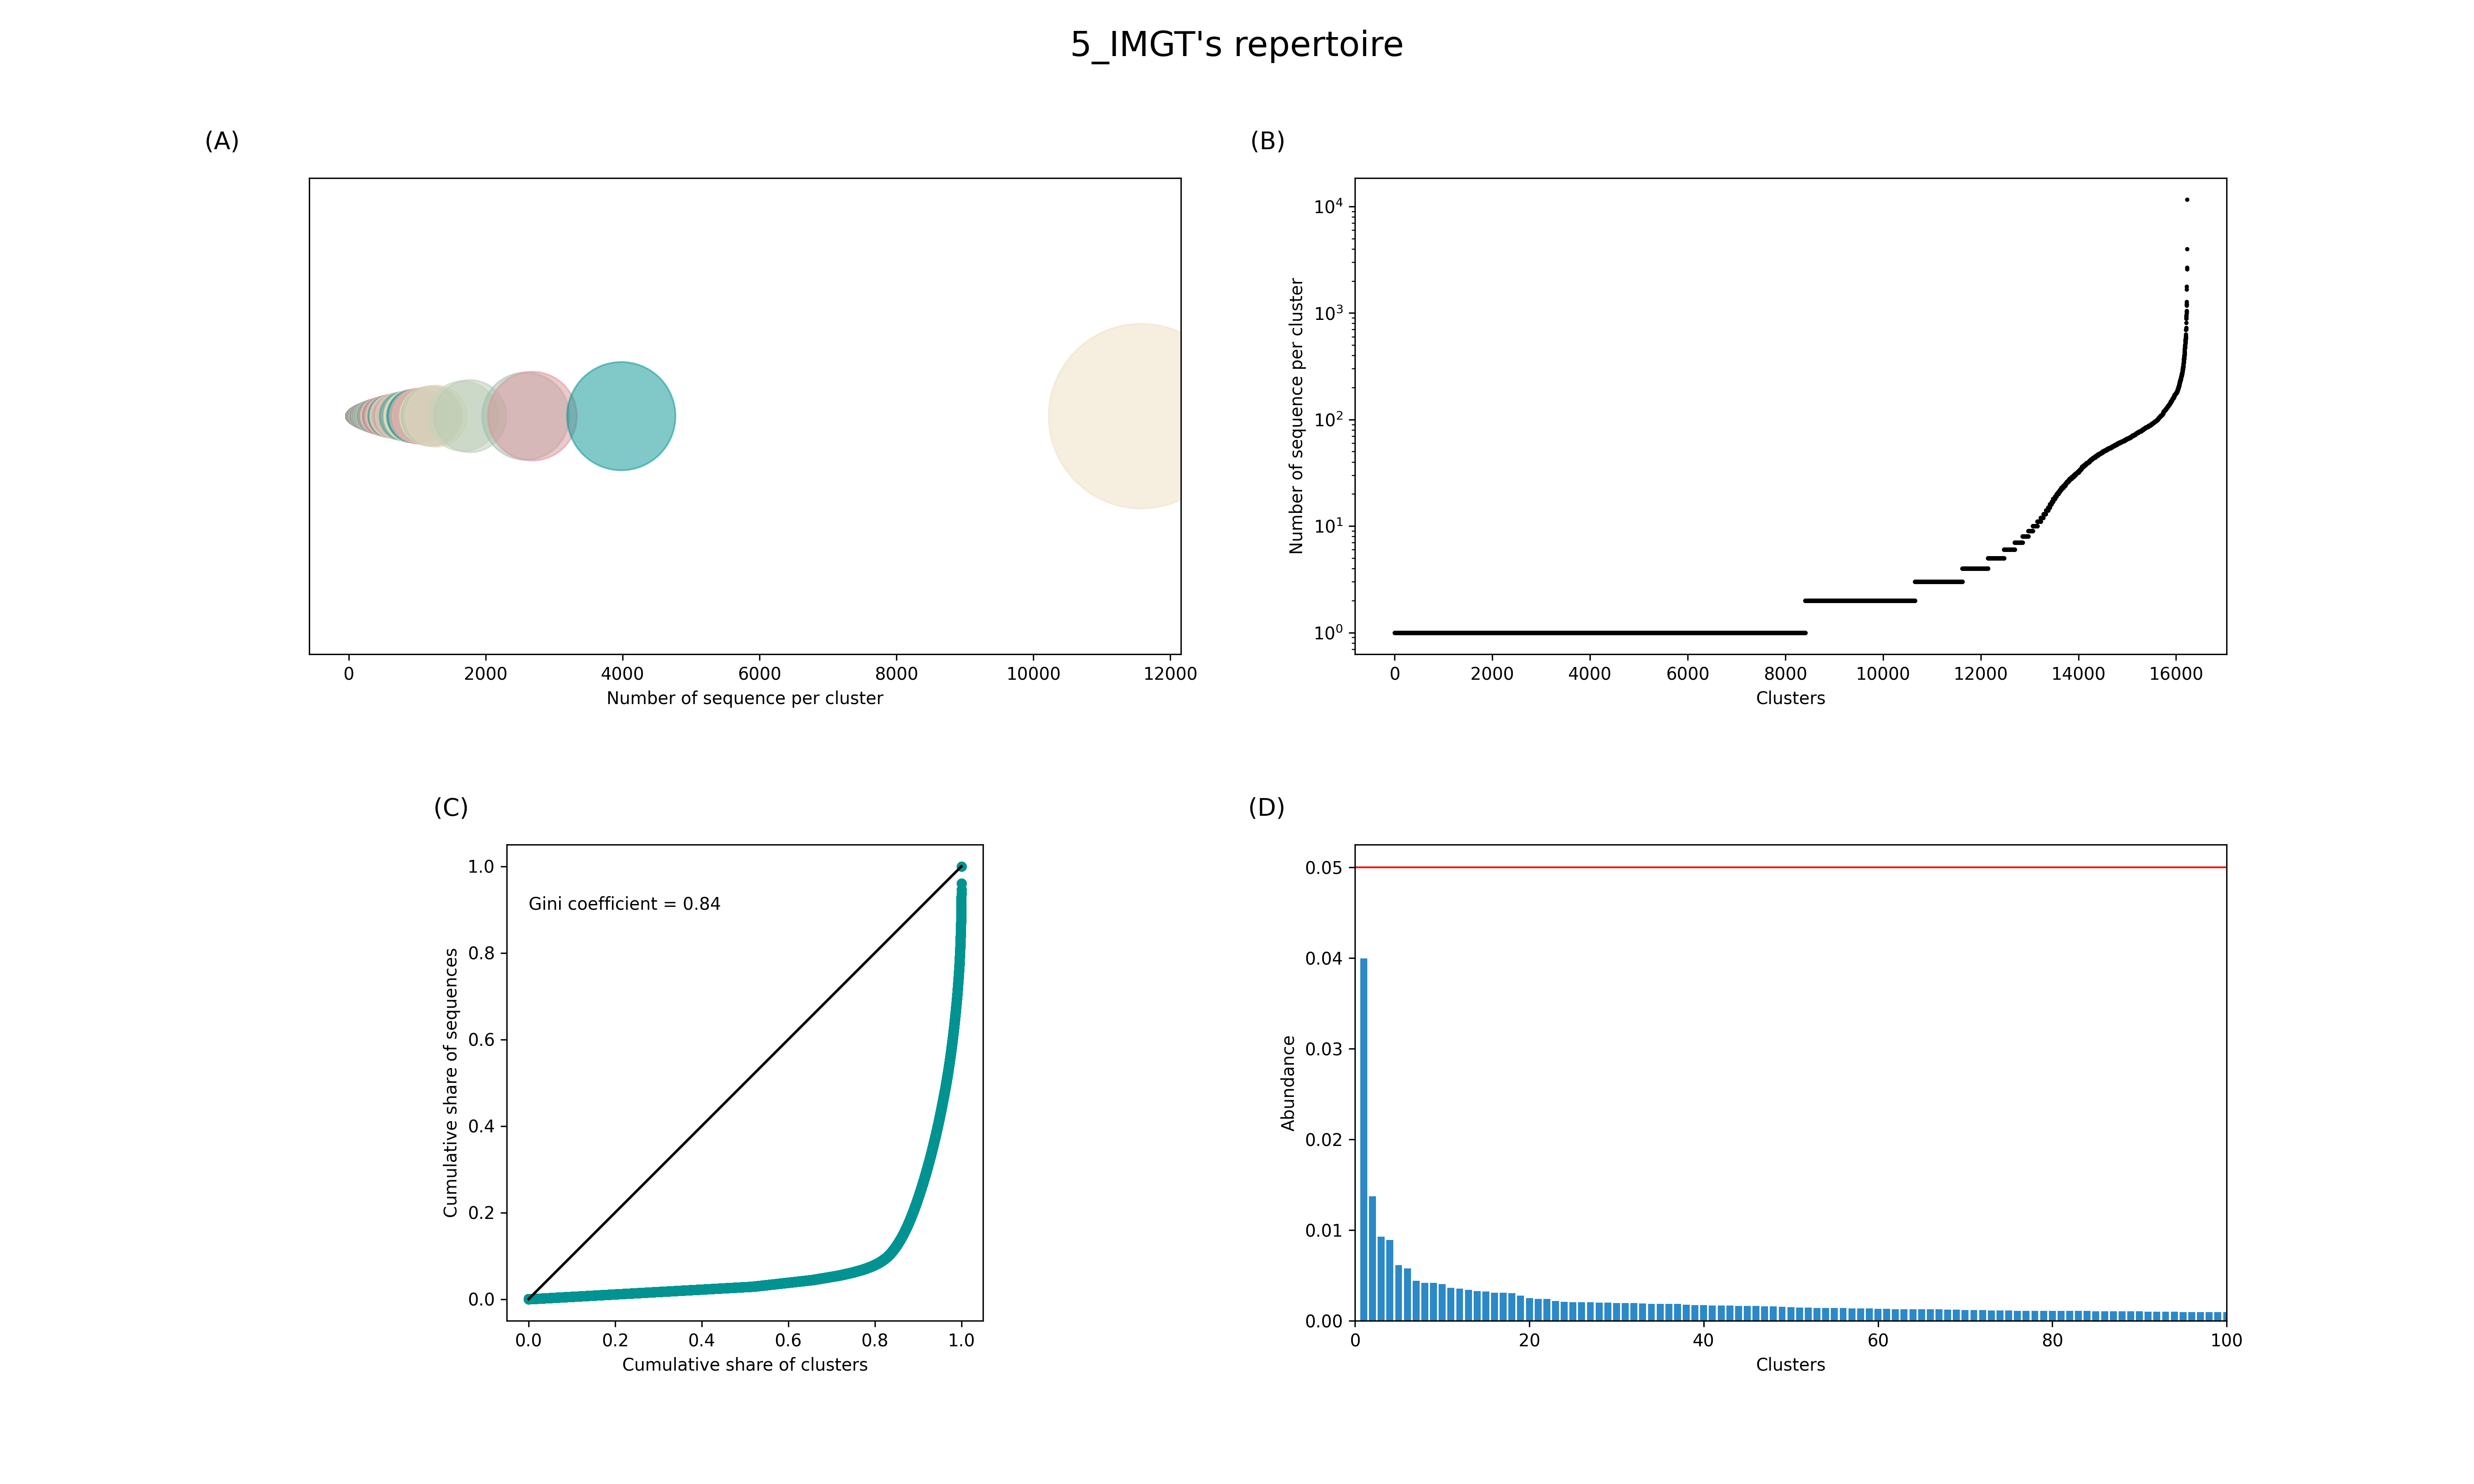 5_IMGT's repertoire
(A)
0 2000 4000 6000 8000 10000 12000
Number of sequence per cluster
(B)
Number of sequence per cluster
10^4
10^3
10^2
10^1
10^0
0 2000 4000 6000 8000 10000 12000 14000 16000
Clusters
(C)
Gini coefficient = 0.84
Cumulative share of sequences
1.0
0.8
0.6
0.4
0.2
0.0
0.0 0.2 0.4 0.6 0.8 1.0
Cumulative share of clusters
(D)
Abundance
0.05
0.04
0.03
0.02
0.01
0.00
0 20 40 60 80 100
Clusters